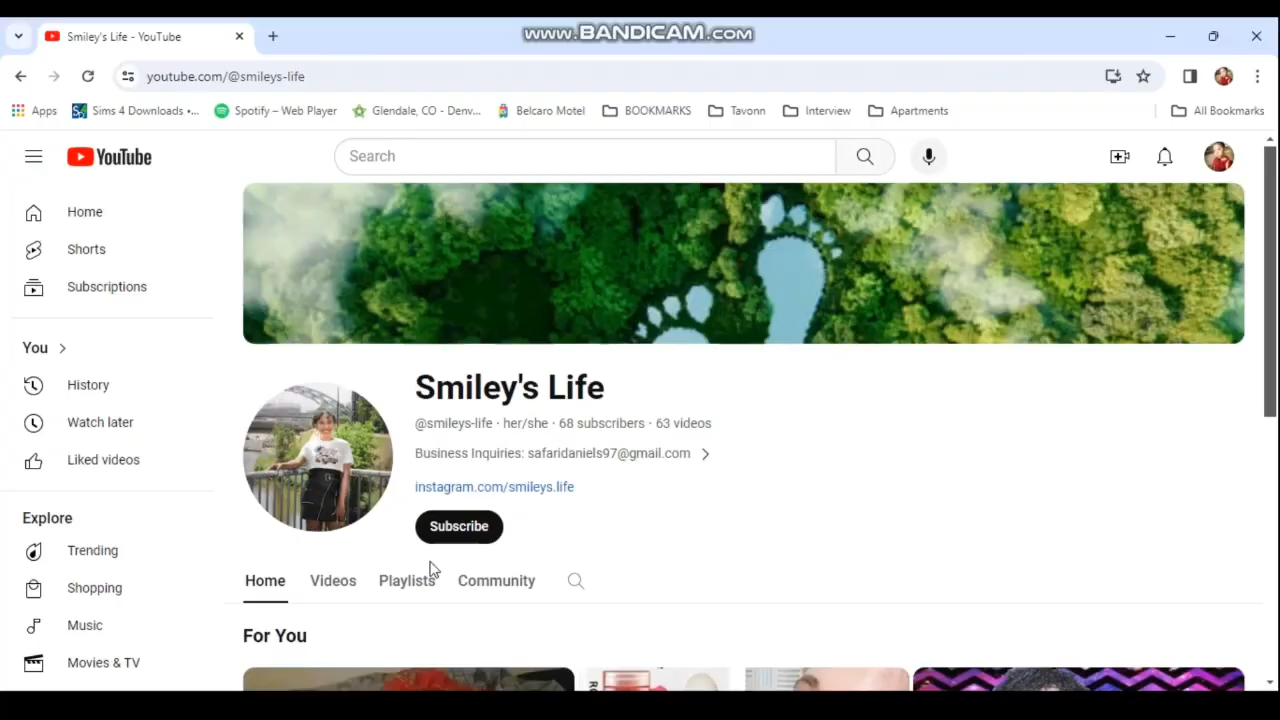 www.BANDICAM.com
Smiley's Life - YouTube
youtube.com/@smileys-life
Apps
Sims 4 Downloads •...
Spotify – Web Player
Glendale, CO - Denv...
Belcaro Motel
BOOKMARKS
Tavonn
Interview
Apartments
All Bookmarks
YouTube
Search
Home
Shorts
Subscriptions
You
History
Watch later
Liked videos
Explore
Trending
Shopping
Music
Movies & TV
Smiley's Life
@smileys-life · her/she · 68 subscribers · 63 videos
Business Inquiries: safaridaniels97@gmail.com
instagram.com/smileys.life
Subscribe
Home
Videos
Playlists
Community
For You